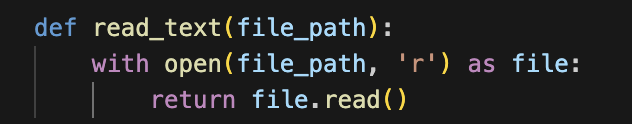 def read_text(file_path):
    with open(file_path, 'r') as file:
        return file.read()